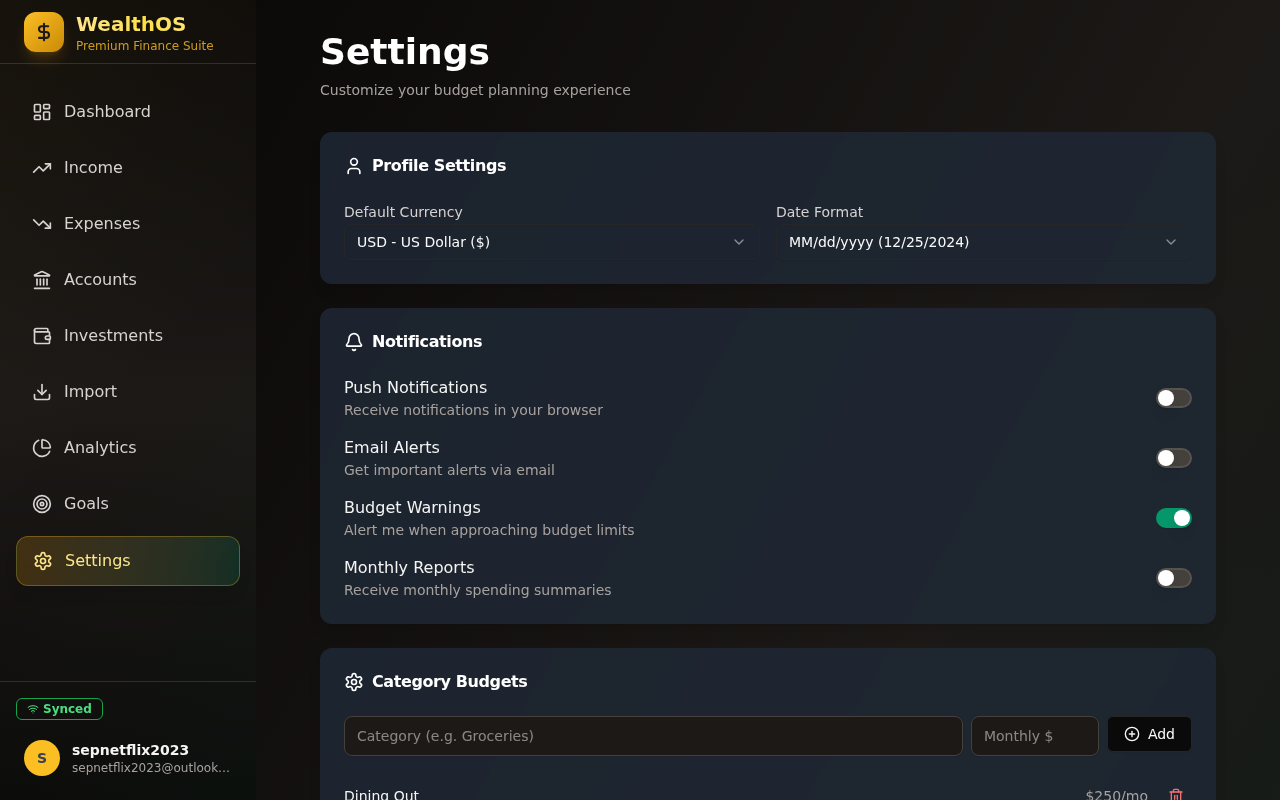 WealthOS
Premium Finance Suite
Dashboard
Income
Expenses
Accounts
Investments
Import
Analytics
Goals
Settings
Synced
S
sepnetflix2023
sepnetflix2023@outlook...
Settings
Customize your budget planning experience
Profile Settings
Default Currency
Date Format
USD - US Dollar ($)
MM/dd/yyyy (12/25/2024)
Notifications
Push Notifications
Receive notifications in your browser
Email Alerts
Get important alerts via email
Budget Warnings
Alert me when approaching budget limits
Monthly Reports
Receive monthly spending summaries
Category Budgets
Category (e.g. Groceries)
Monthly $
Add
Dining Out
$250/mo